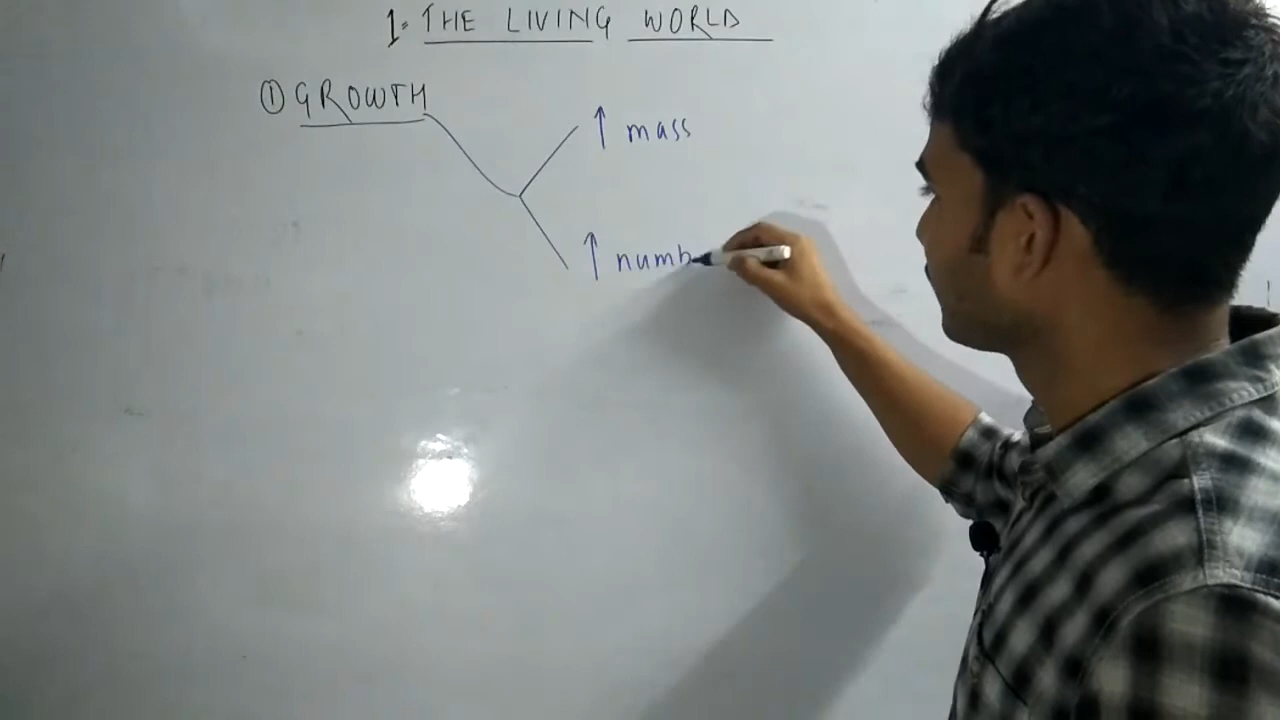 1. THE LIVING WORLD
① GROWTH
↑ mass
↑ numb